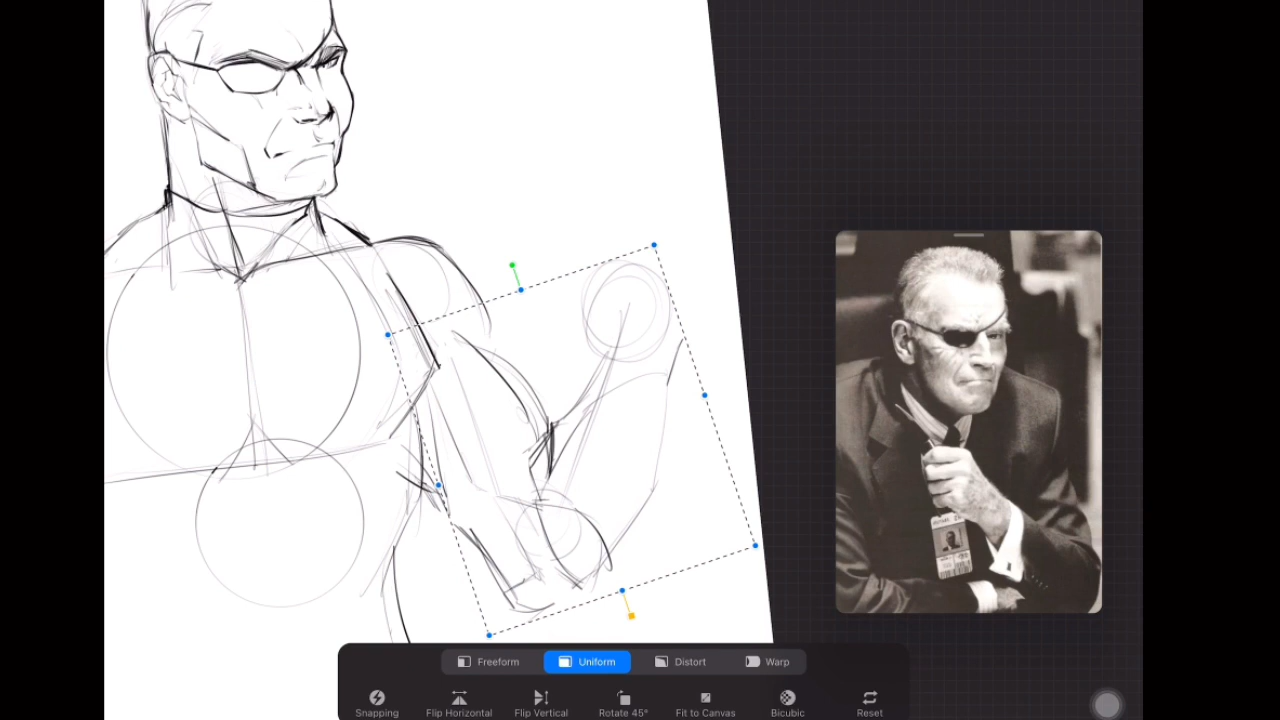 Freeform Uniform Distort Warp
Snapping Flip Horizontal Flip Vertical Rotate 45° Fit to Canvas Bicubic Reset